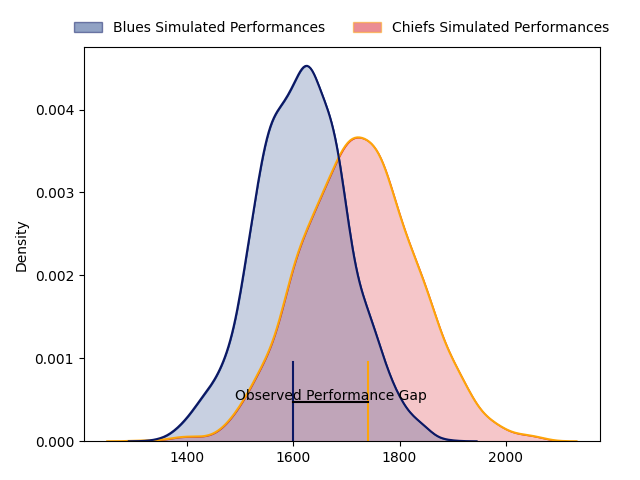 Blues Simulated Performances Chiefs Simulated Performances
0.004
0.003
0.002
0.001
0.000
Density
Observed Performance Gap
1400 1600 1800 2000